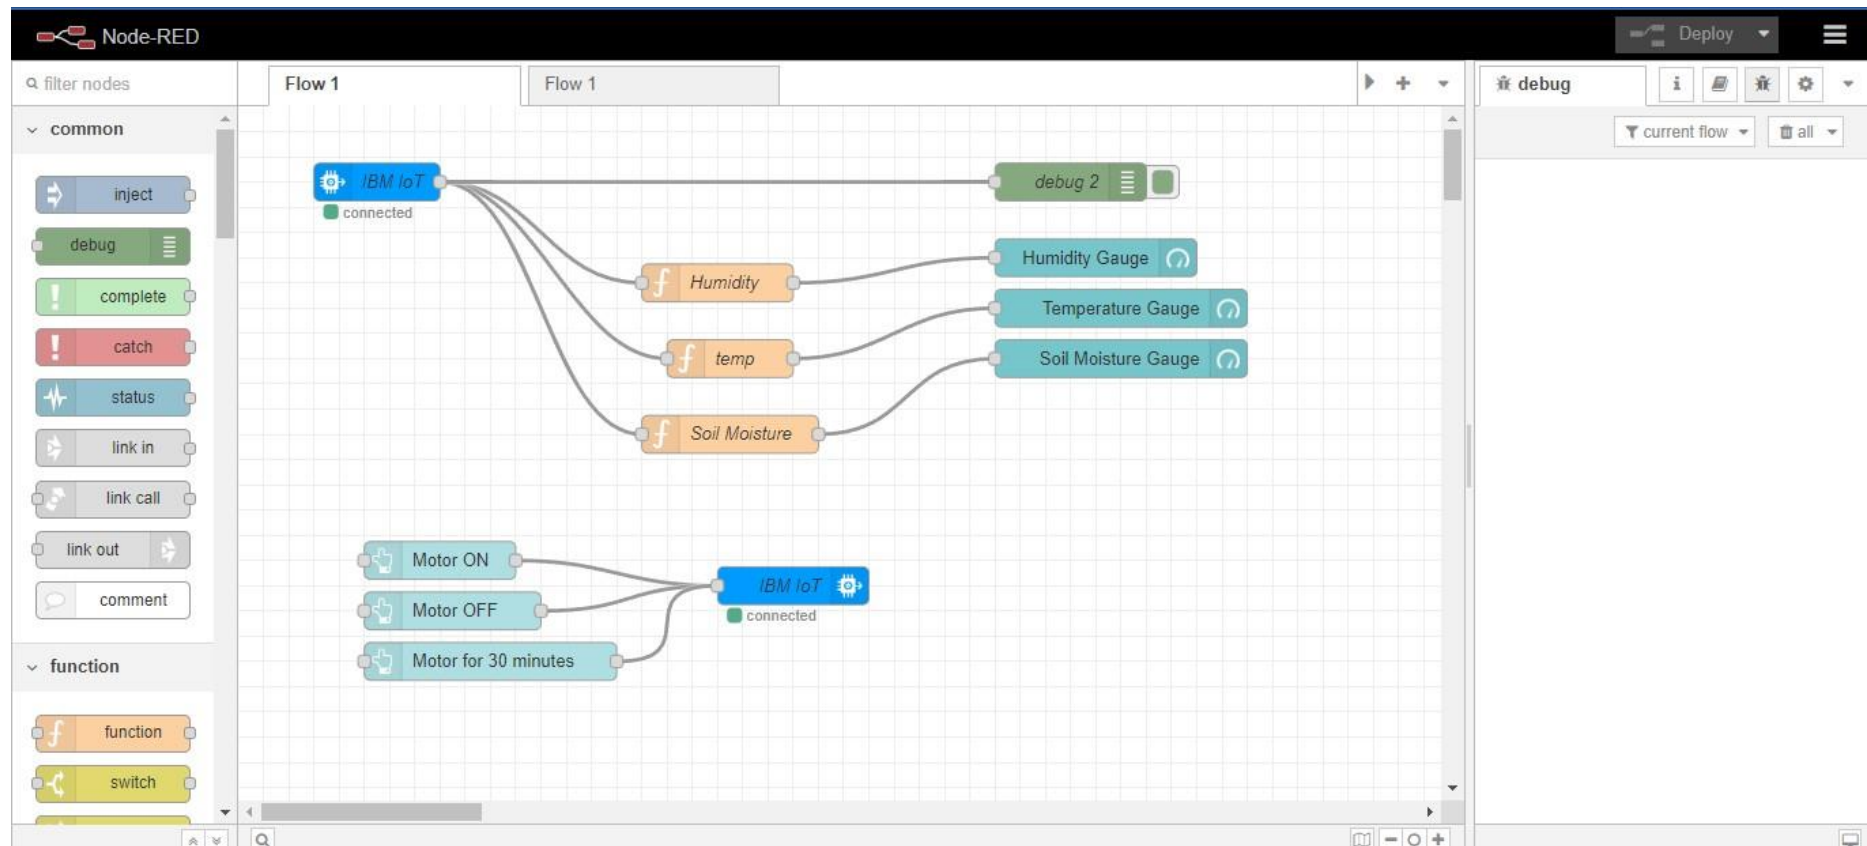 Node-RED
Deploy
filter nodes
Flow 1
Flow 1
debug
i
common
current flow
all
inject
debug
complete
catch
status
link in
link call
link out
comment
function
function
switch
IBM IoT
connected
debug 2
Humidity Gauge
Humidity
Temperature Gauge
temp
Soil Moisture Gauge
Soil Moisture
Motor ON
Motor OFF
Motor for 30 minutes
IBM IoT
connected